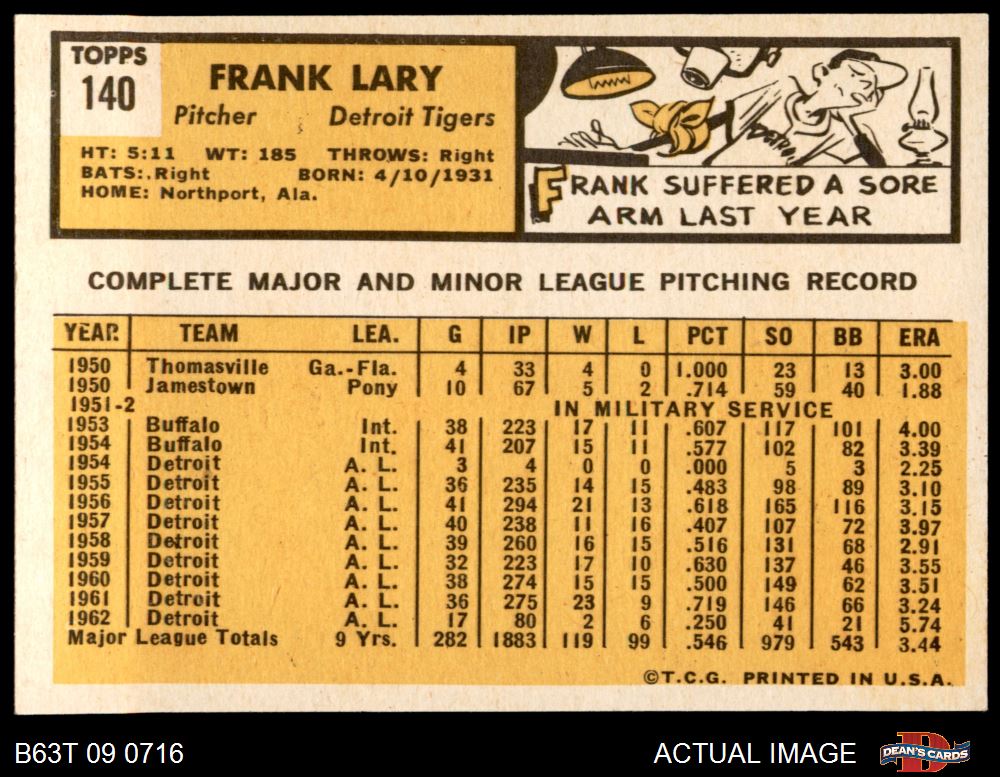 TOPPS
140
FRANK LARY
Pitcher Detroit Tigers
HT: 5:11 WT: 185 THROWS: Right
BATS: Right BORN: 4/10/1931
HOME: Northport, Ala.
DETROI
FRANK SUFFERED A SORE
ARM LAST YEAR
COMPLETE MAJOR AND MINOR LEAGUE PITCHING RECORD
YEAR TEAM LEA. G IP W L PCT SO BB ERA
1950 Thomasville Ga.-Fla. 4 33 4 0 1.000 23 13 3.00
1950 Jamestown Pony 10 67 5 2 .714 59 40 1.88
1951-2 IN MILITARY SERVICE
1953 Buffalo Int. 38 223 17 11 .607 117 101 4.00
1954 Buffalo Int. 41 207 15 11 .577 102 82 3.39
1954 Detroit A. L. 3 4 0 0 .000 5 3 2.25
1955 Detroit A. L. 36 235 14 15 .483 98 89 3.10
1956 Detroit A. L. 41 294 21 13 .618 165 116 3.15
1957 Detroit A. L. 40 238 11 16 .407 107 72 3.97
1958 Detroit A. L. 39 260 16 15 .516 131 68 2.91
1959 Detroit A. L. 32 223 17 10 .630 137 46 3.55
1960 Detroit A. L. 38 274 15 15 .500 149 62 3.51
1961 Detroit A. L. 36 275 23 9 .719 146 66 3.24
1962 Detroit A. L. 17 80 2 6 .250 41 21 5.74
Major League Totals 9 Yrs. 282 1883 119 99 .546 979 543 3.44
©T.C.G. PRINTED IN U.S.A.
B63T 09 0716 ACTUAL IMAGE DEAN'S CARDS